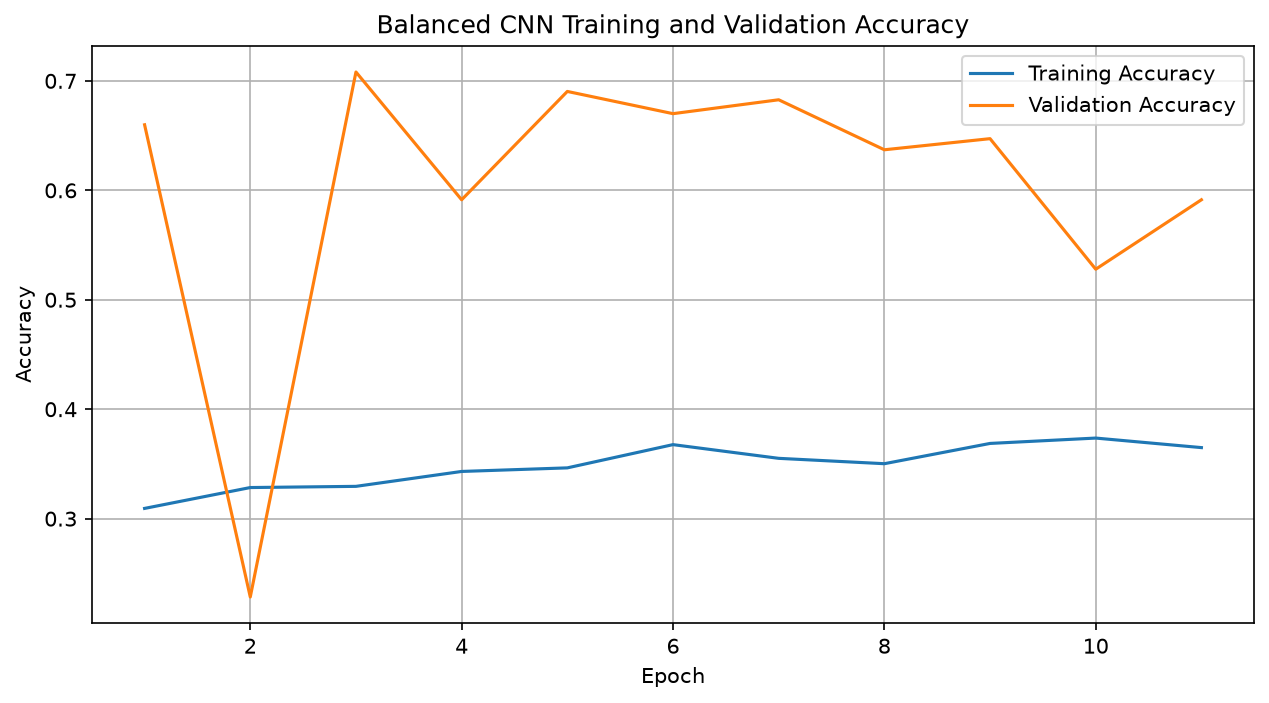 Balanced CNN Training and Validation Accuracy
Training Accuracy
Validation Accuracy
Accuracy
0.7
0.6
0.5
0.4
0.3
2 4 6 8 10
Epoch